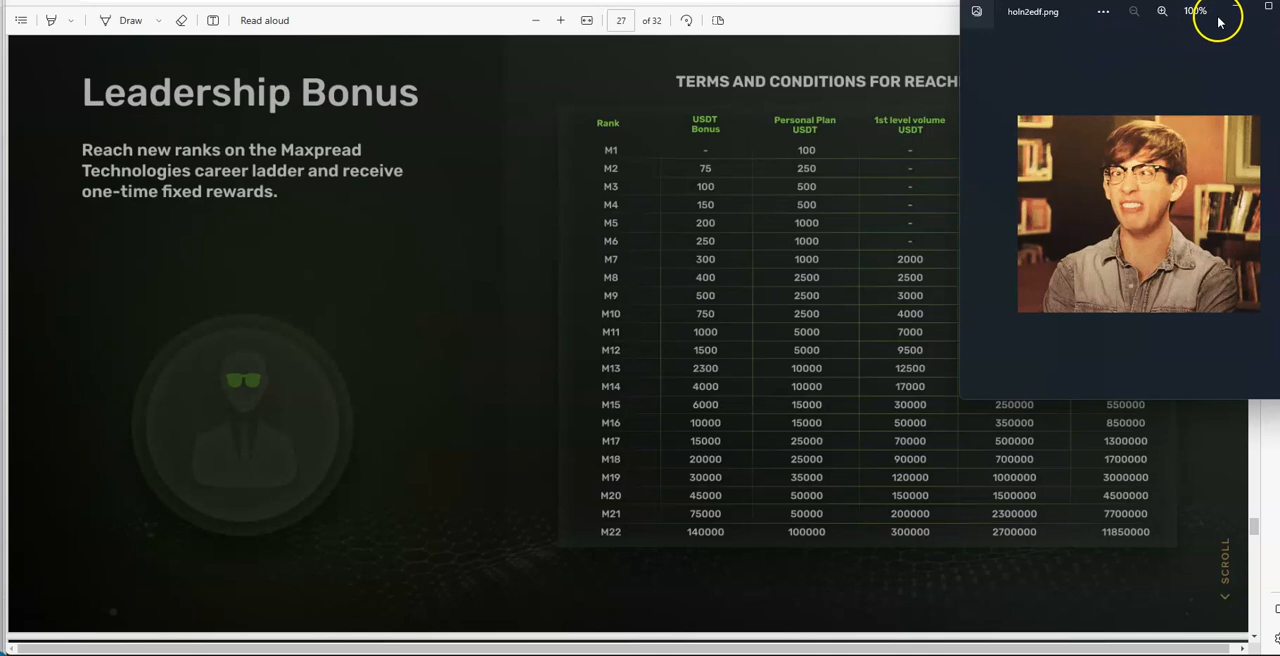 Draw
Read aloud
27 of 32
holn2edf.png
100%
Leadership Bonus
Reach new ranks on the Maxpread
Technologies career ladder and receive
one-time fixed rewards.
TERMS AND CONDITIONS FOR REACH
Rank USDT Bonus Personal Plan USDT 1st level volume USDT
M1 - 100 -
M2 75 250 -
M3 100 500 -
M4 150 500 -
M5 200 1000 -
M6 250 1000 -
M7 300 1000 2000
M8 400 2500 2500
M9 500 2500 3000
M10 750 2500 4000
M11 1000 5000 7000
M12 1500 5000 9500
M13 2300 10000 12500
M14 4000 10000 17000
M15 6000 15000 30000 250000 550000
M16 10000 15000 50000 350000 850000
M17 15000 25000 70000 500000 1300000
M18 20000 25000 90000 700000 1700000
M19 30000 35000 120000 1000000 3000000
M20 45000 50000 150000 1500000 4500000
M21 75000 50000 200000 2300000 7700000
M22 140000 100000 300000 2700000 11850000
SCROLL